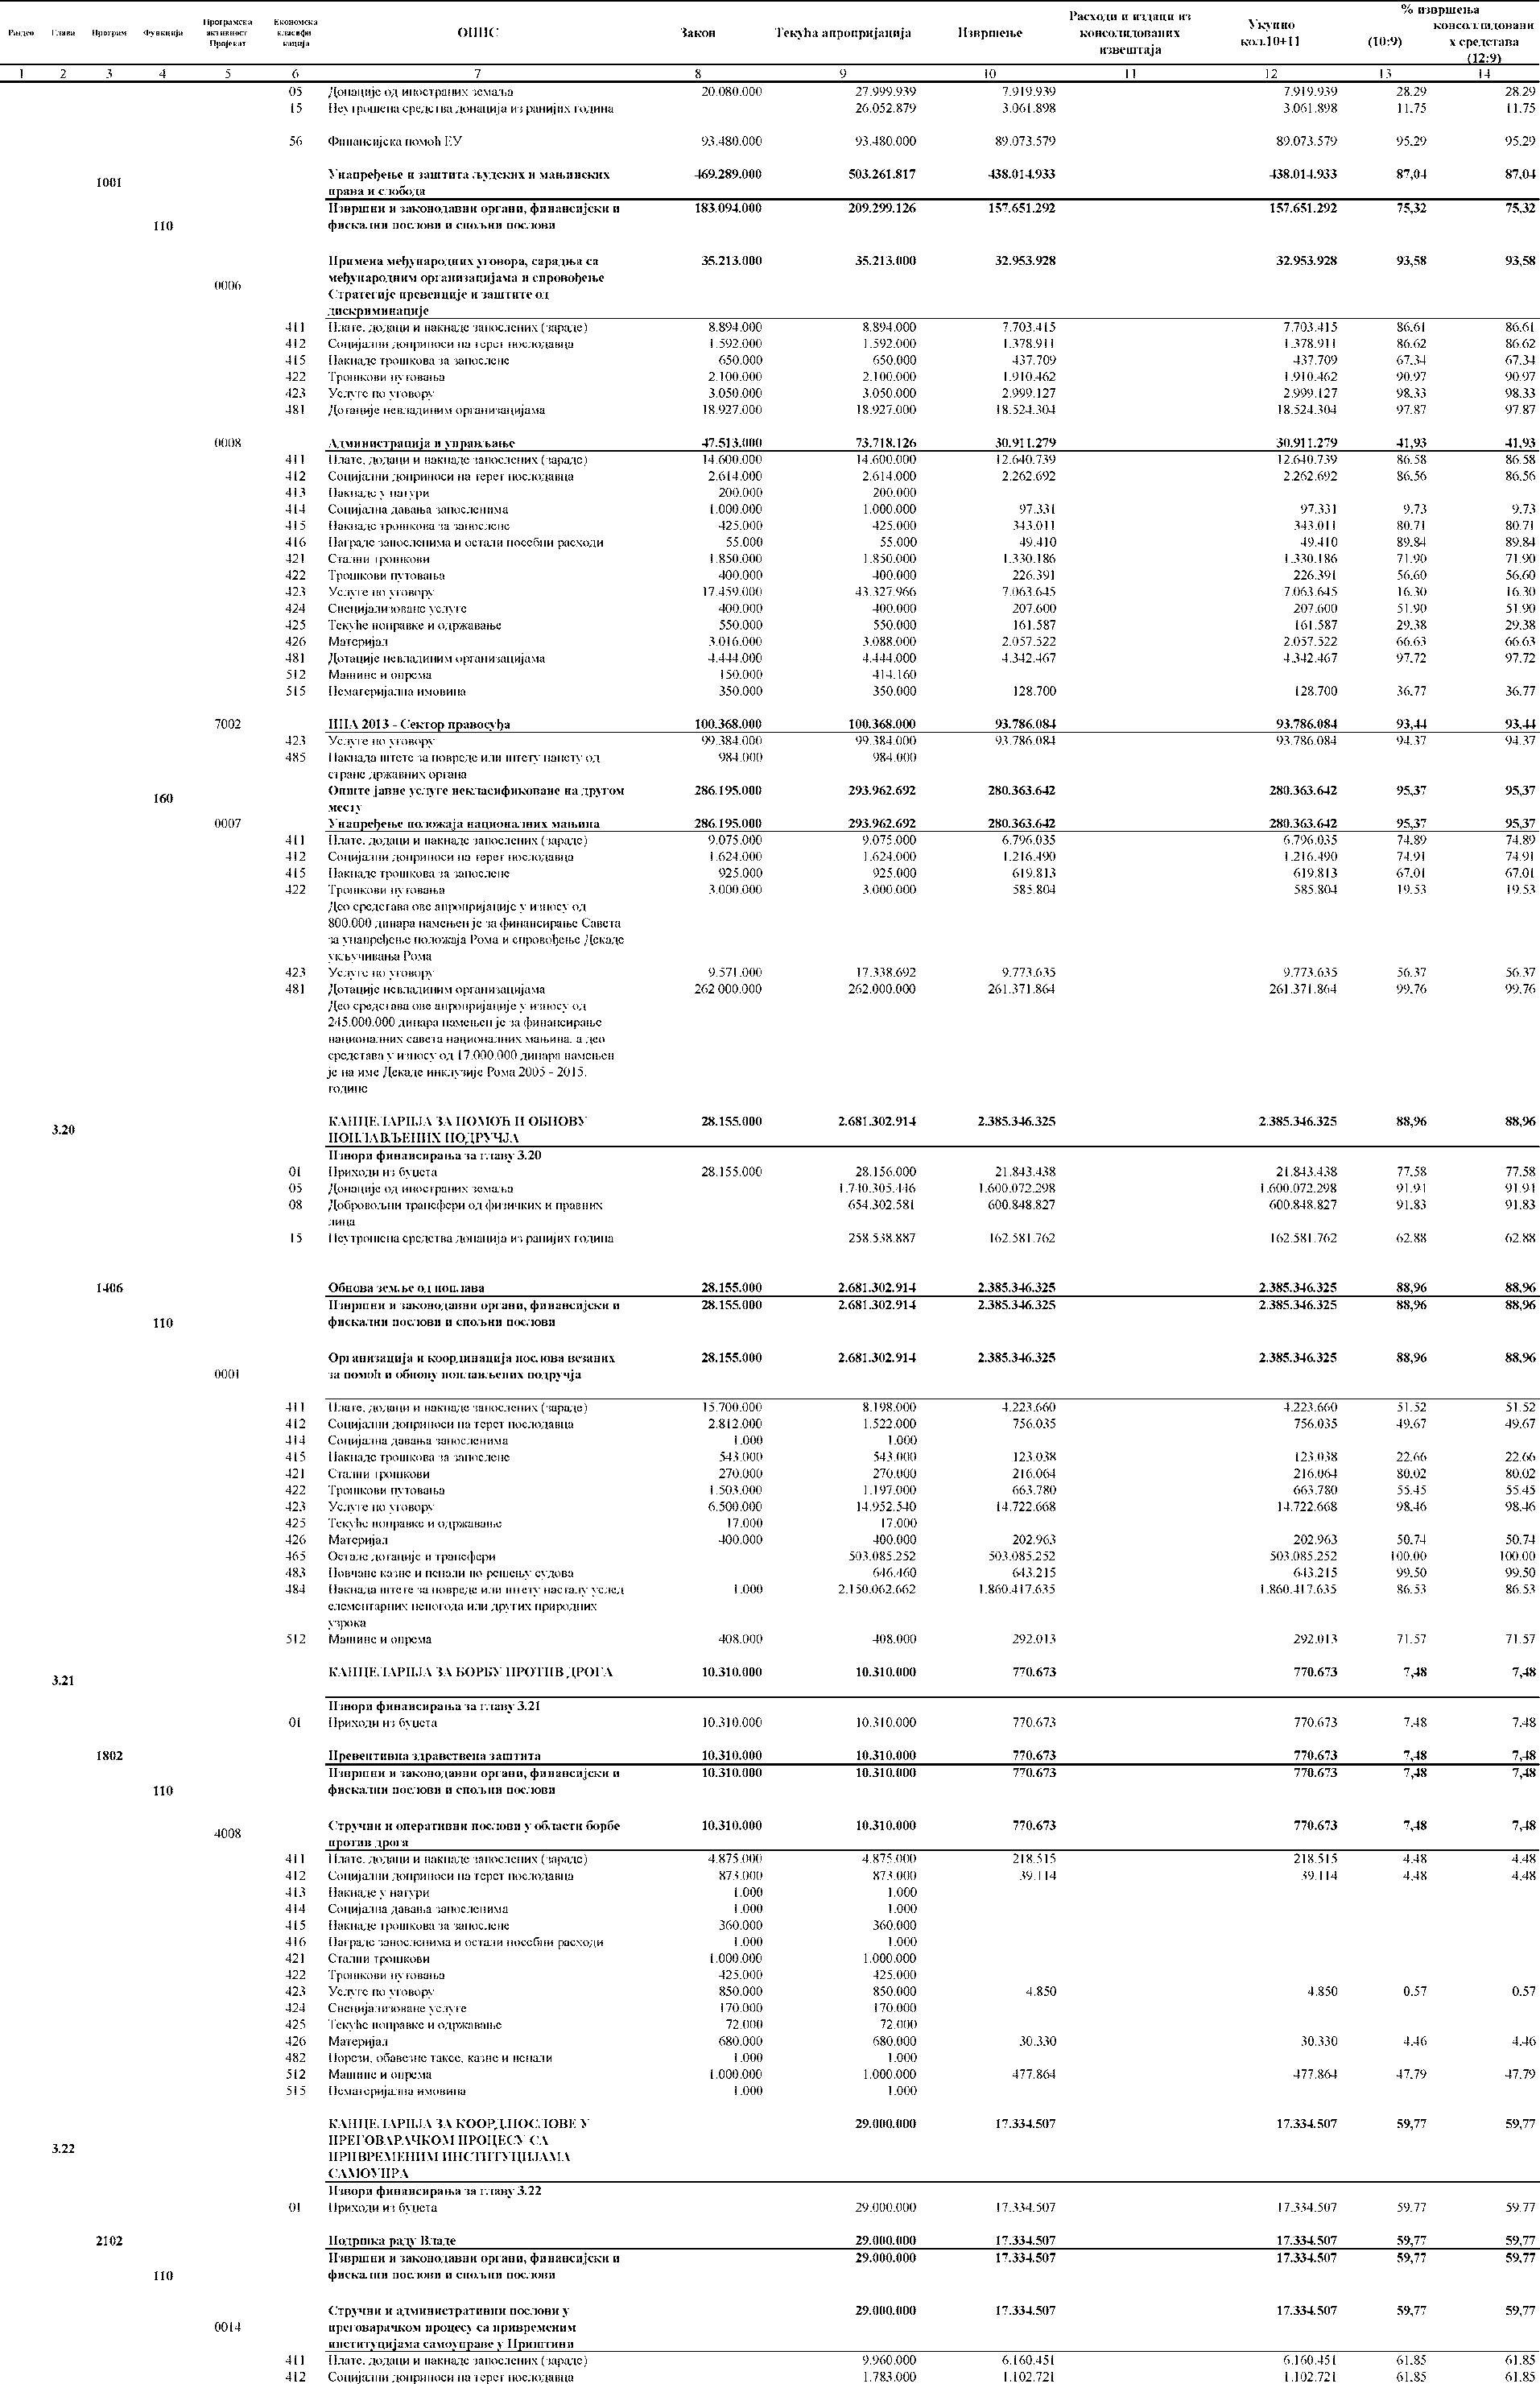 Раздео Глава Програм Функција Програмска активност Пројекат Економска класификација ОПИС Закон Текућа апропријација Извршење Расходи и издаци из консолидованих извештаја Укупно кол.10+11 % извршења (10:9) консоллидованих средстава (12:9)
1 2 3 4 5 6 7 8 9 10 11 12 13 14
05 Донације од иностраних земаља 20.080.000 27.999.939 7.919.939 7.919.939 28.29 28.29
15 Неутрошена средства донација из ранијих година 26.052.879 3.061.898 3.061.898 11.75 11.75
56 Финансијска помоћ ЕУ 93.480.000 93.480.000 89.073.579 89.073.579 95.29 95.29
1001 Унапређење и заштита људских и мањинских 469.289.000 503.261.817 438.014.933 438.014.933 87,04 87,04
права и слобода
110 Извршни и законодавни органи, финансијски и 183.094.000 209.299.126 157.651.292 157.651.292 75,32 75,32
фискални послови и спољни послови
0006 Примена међународних уговора, сарадња са 35.213.000 35.213.000 32.953.928 32.953.928 93,58 93,58
међународним организацијама и спровођење
Стратегије превенције и заштите од
дискриминације
411 Плате, додаци и накнаде запослених (зараде) 8.894.000 8.894.000 7.703.415 7.703.415 86.61 86.61
412 Социјални доприноси на терет послодавца 1.592.000 1.592.000 1.378.911 1.378.911 86.62 86.62
415 Накнаде трошкова за запослене 650.000 650.000 437.709 437.709 67.34 67.34
422 Трошкови путовања 2.100.000 2.100.000 1.910.462 1.910.462 90.97 90.97
423 Услуге по уговору 3.050.000 3.050.000 2.999.127 2.999.127 98.33 98.33
481 Дотације невладиним организацијама 18.927.000 18.927.000 18.524.304 18.524.304 97.87 97.87
0008 Администрација и управљање 47.513.000 73.718.126 30.911.279 30.911.279 41,93 41,93
411 Плате, додаци и накнаде запослених (зараде) 14.600.000 14.600.000 12.640.739 12.640.739 86.58 86.58
412 Социјални доприноси на терет послодавца 2.614.000 2.614.000 2.262.692 2.262.692 86.56 86.56
413 Накнаде у натури 200.000 200.000
414 Социјална давања запосленима 1.000.000 1.000.000 97.331 97.331 9.73 9.73
415 Накнаде трошкова за запослене 425.000 425.000 343.011 343.011 80.71 80.71
416 Награде запосленима и остали посебни расходи 55.000 55.000 49.410 49.410 89.84 89.84
421 Стални трошкови 1.850.000 1.850.000 1.330.186 1.330.186 71.90 71.90
422 Трошкови путовања 400.000 400.000 226.391 226.391 56.60 56.60
423 Услуге по уговору 17.459.000 43.327.966 7.063.645 7.063.645 16.30 16.30
424 Специјализоване услуге 400.000 400.000 207.600 207.600 51.90 51.90
425 Текуће поправке и одржавање 550.000 550.000 161.587 161.587 29.38 29.38
426 Материјал 3.016.000 3.088.000 2.057.522 2.057.522 66.63 66.63
481 Дотације невладиним организацијама 4.444.000 4.444.000 4.342.467 4.342.467 97.72 97.72
512 Машине и опрема 150.000 414.160
515 Нематеријална имовина 350.000 350.000 128.700 128.700 36.77 36.77
7002 ИПА 2013 - Сектор правосуђа 100.368.000 100.368.000 93.786.084 93.786.084 93,44 93,44
423 Услуге по уговору 99.384.000 99.384.000 93.786.084 93.786.084 94.37 94.37
485 Накнада штете за повреде или штету нанету од 984.000 984.000
стране државних органа
160 Опште јавне услуге некласификоване на другом 286.195.000 293.962.692 280.363.642 280.363.642 95,37 95,37
месту
0007 Унапређење положаја националних мањина 286.195.000 293.962.692 280.363.642 280.363.642 95,37 95,37
411 Плате, додаци и накнаде запослених (зараде) 9.075.000 9.075.000 6.796.035 6.796.035 74.89 74.89
412 Социјални доприноси на терет послодавца 1.624.000 1.624.000 1.216.490 1.216.490 74.91 74.91
415 Накнаде трошкова за запослене 925.000 925.000 619.813 619.813 67.01 67.01
422 Трошкови путовања 3.000.000 3.000.000 585.804 585.804 19.53 19.53
Део средстава ове апропријације у износу од
800.000 динара намењен је за финансирање Савета
за унапређење положаја Рома и спровођење Декаде
укључивања Рома
423 Услуге по уговору 9.571.000 17.338.692 9.773.635 9.773.635 56.37 56.37
481 Дотације невладиним организацијама 262.000.000 262.000.000 261.371.864 261.371.864 99.76 99.76
Део средстава ове апропријације у износу од
245.000.000 динара намењен је за финансирање
националних савета националних мањина, а део
средстава у износу од 17.000.000 динара намењен
је на име Декаде инклузије Рома 2005 - 2015.
године
3.20 КАНЦЕЛАРИЈА ЗА ПОМОЋ И ОБНОВУ 28.155.000 2.681.302.914 2.385.346.325 2.385.346.325 88,96 88,96
ПОПЛАВЉЕНИХ ПОДРУЧЈА
Извори финансирања за главу 3.20
01 Приходи из буџета 28.155.000 28.156.000 21.843.438 21.843.438 77.58 77.58
05 Донације од иностраних земаља 1.740.305.446 1.600.072.298 1.600.072.298 91.94 91.94
08 Добровољни трансфери од физичких и правних 654.302.581 600.848.827 600.848.827 91.83 91.83
лица
15 Неутрошена средства донација из ранијих година 258.538.887 162.581.762 162.581.762 62.88 62.88
1406 Обнова земље од поплава 28.155.000 2.681.302.914 2.385.346.325 2.385.346.325 88,96 88,96
110 Извршни и законодавни органи, финансијски и 28.155.000 2.681.302.914 2.385.346.325 2.385.346.325 88,96 88,96
фискални послови и спољни послови
0001 Организација и координација послова везаних 28.155.000 2.681.302.914 2.385.346.325 2.385.346.325 88,96 88,96
за помоћ и обнову поплављених подручја
411 Плате, додаци и накнаде запослених (зараде) 15.700.000 8.198.000 4.223.660 4.223.660 51.52 51.52
412 Социјални доприноси на терет послодавца 2.812.000 1.522.000 756.035 756.035 49.67 49.67
414 Социјална давања запосленима 1.000 1.000
415 Накнаде трошкова за запослене 543.000 543.000 123.038 123.038 22.66 22.66
421 Стални трошкови 270.000 270.000 216.064 216.064 80.02 80.02
422 Трошкови путовања 1.503.000 1.197.000 663.780 663.780 55.45 55.45
423 Услуге по уговору 6.500.000 14.952.540 14.722.668 14.722.668 98.46 98.46
425 Текуће поправке и одржавање 17.000 17.000
426 Материјал 400.000 400.000 202.963 202.963 50.74 50.74
465 Остале дотације и трансфери 503.085.252 503.085.252 503.085.252 100.00 100.00
483 Новчане казне и пенали по решењу судова 646.460 643.215 643.215 99.50 99.50
484 Накнада штете за повреде или штету насталу услед 1.000 2.150.062.662 1.860.417.635 1.860.417.635 86.53 86.53
елементарних непогода или других природних
узрока
512 Машине и опрема 408.000 408.000 292.013 292.013 71.57 71.57
3.21 КАНЦЕЛАРИЈА ЗА БОРБУ ПРОТИВ ДРОГА 10.310.000 10.310.000 770.673 770.673 7,48 7,48
Извори финансирања за главу 3.21
01 Приходи из буџета 10.310.000 10.310.000 770.673 770.673 7.48 7.48
1802 Превентивна здравствена заштита 10.310.000 10.310.000 770.673 770.673 7,48 7,48
110 Извршни и законодавни органи, финансијски и 10.310.000 10.310.000 770.673 770.673 7,48 7,48
фискални послови и спољни послови
4008 Стручни и оперативни послови у области борбе 10.310.000 10.310.000 770.673 770.673 7,48 7,48
против дрога
411 Плате, додаци и накнаде запослених (зараде) 4.875.000 4.875.000 218.515 218.515 4.48 4.48
412 Социјални доприноси на терет послодавца 873.000 873.000 39.114 39.114 4.48 4.48
413 Накнаде у натури 1.000 1.000
414 Социјална давања запосленима 1.000 1.000
415 Накнаде трошкова за запослене 360.000 360.000
416 Награде запосленима и остали посебни расходи 1.000 1.000
421 Стални трошкови 1.000.000 1.000.000
422 Трошкови путовања 425.000 425.000
423 Услуге по уговору 850.000 850.000 4.850 4.850 0.57 0.57
424 Специјализоване услуге 170.000 170.000
425 Текуће поправке и одржавање 72.000 72.000
426 Материјал 680.000 680.000 30.330 30.330 4.46 4.46
482 Порези, обавезне таксе, казне и пенали 1.000 1.000
512 Машине и опрема 1.000.000 1.000.000 477.864 477.864 47.79 47.79
515 Нематеријална имовина 1.000 1.000
3.22 КАНЦЕЛАРИЈА ЗА КООРД.ПОСЛОВЕ У 29.000.000 17.334.507 17.334.507 59,77 59,77
ПРЕГОВАРАЧКОМ ПРОЦЕСУ СА
ПРИВРЕМЕНИМ ИНСТИТУЦИЈАМА
САМОУПРА
Извори финансирања за главу 3.22
01 Приходи из буџета 29.000.000 17.334.507 17.334.507 59.77 59.77
2102 Подршка раду Владе 29.000.000 17.334.507 17.334.507 59,77 59,77
110 Извршни и законодавни органи, финансијски и 29.000.000 17.334.507 17.334.507 59,77 59,77
фискални послови и спољни послови
0014 Стручни и административни послови у 29.000.000 17.334.507 17.334.507 59,77 59,77
преговарачком процесу са привременим
институцијама самоуправе у Приштини
411 Плате, додаци и накнаде запослених (зараде) 9.960.000 6.160.451 6.160.451 61.85 61.85
412 Социјални доприноси на терет послодавца 1.783.000 1.102.721 1.102.721 61.85 61.85